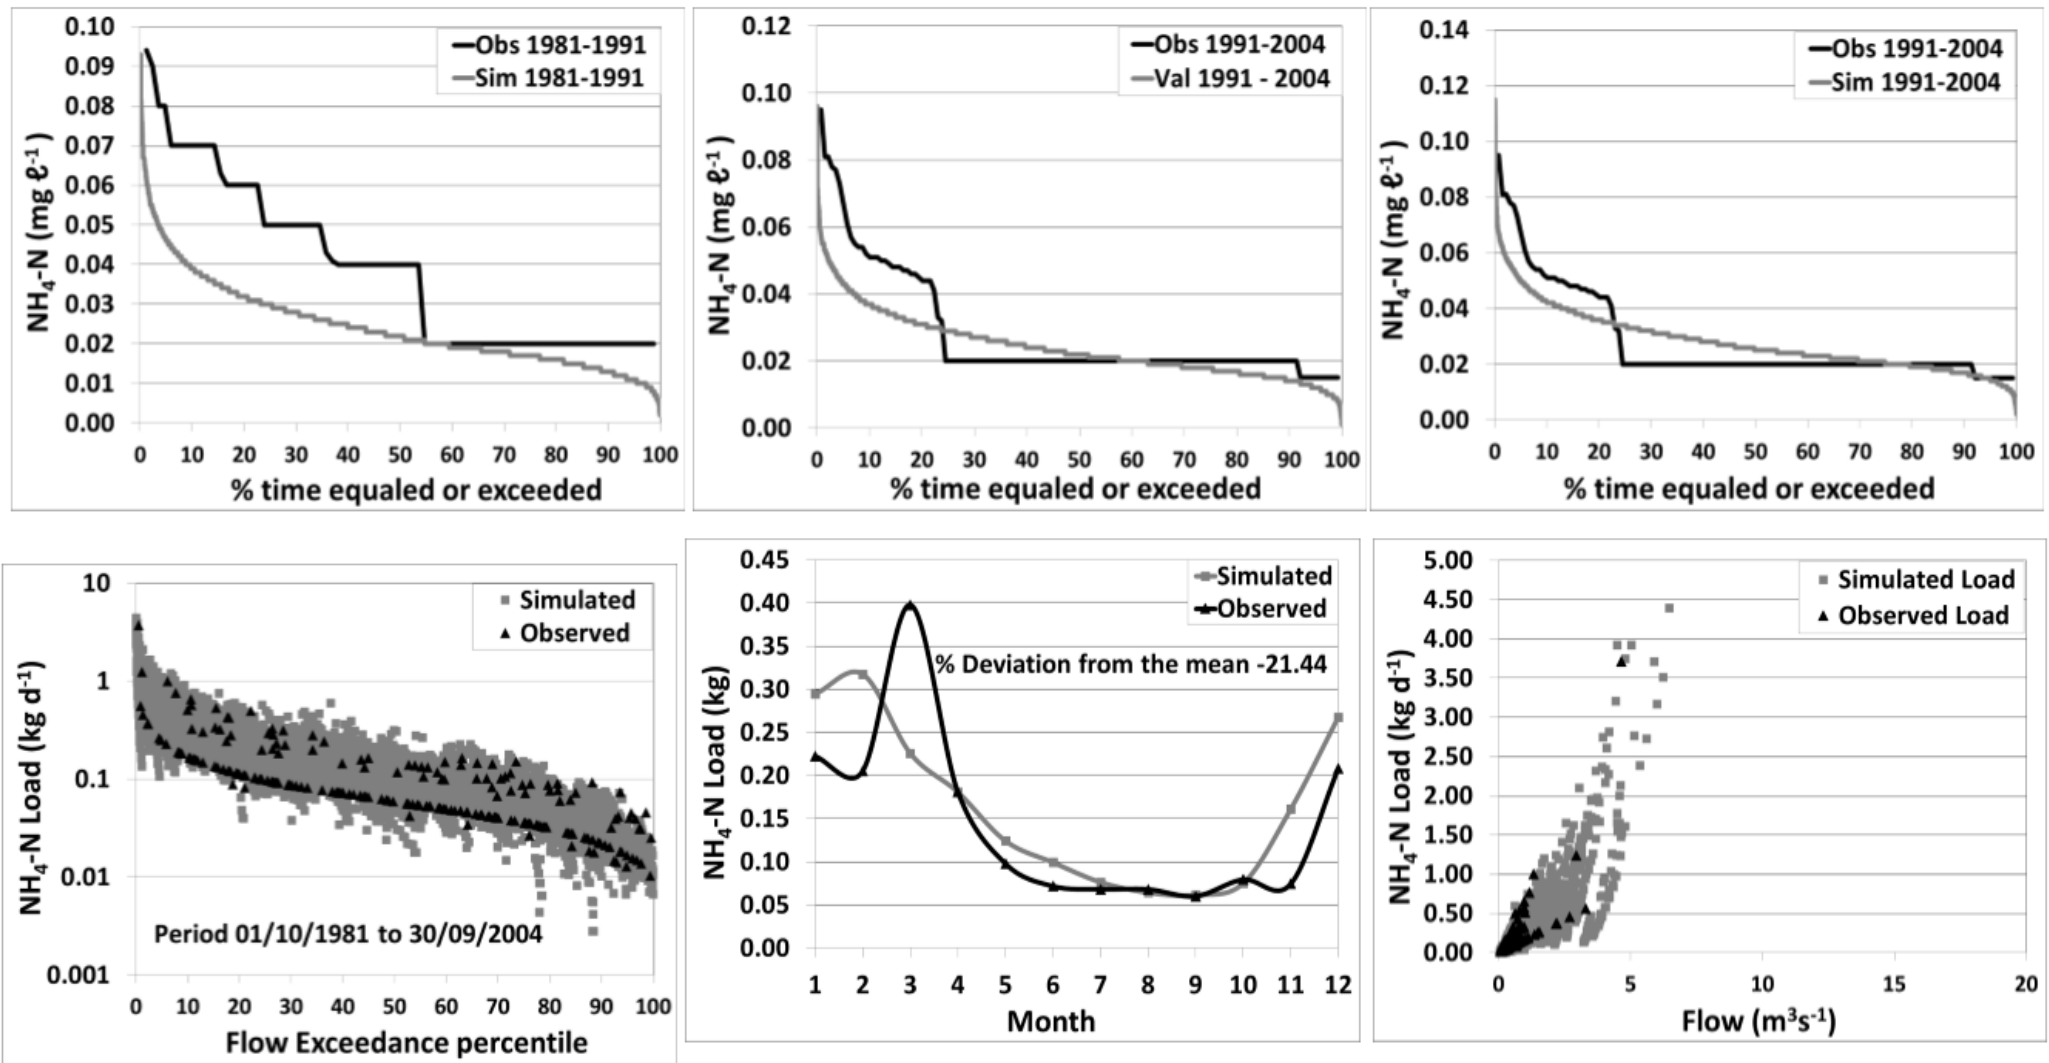 0.10
0.09
0.08
0.07
0.06
0.05
0.04
0.03
0.02
0.01
0.00
NH₄-N (mg ℓ⁻¹)
Obs 1981-1991
Sim 1981-1991
0 10 20 30 40 50 60 70 80 90 100
% time equaled or exceeded
0.12
0.10
0.08
0.06
0.04
0.02
0.00
NH₄-N (mg ℓ⁻¹)
Obs 1991-2004
Val 1991 - 2004
0 10 20 30 40 50 60 70 80 90 100
% time equaled or exceeded
0.14
0.12
0.10
0.08
0.06
0.04
0.02
0.00
NH₄-N (mg ℓ⁻¹)
Obs 1991-2004
Sim 1991-2004
0 10 20 30 40 50 60 70 80 90 100
% time equaled or exceeded
10
1
0.1
0.01
0.001
NH₄-N Load (kg d⁻¹)
Simulated
Observed
Period 01/10/1981 to 30/09/2004
0 10 20 30 40 50 60 70 80 90 100
Flow Exceedance percentile
0.45
0.40
0.35
0.30
0.25
0.20
0.15
0.10
0.05
0.00
NH₄-N Load (kg)
Simulated
Observed
% Deviation from the mean -21.44
1 2 3 4 5 6 7 8 9 10 11 12
Month
5.00
4.50
4.00
3.50
3.00
2.50
2.00
1.50
1.00
0.50
0.00
NH₄-N Load (kg d⁻¹)
Simulated Load
Observed Load
0 5 10 15 20
Flow (m³s⁻¹)